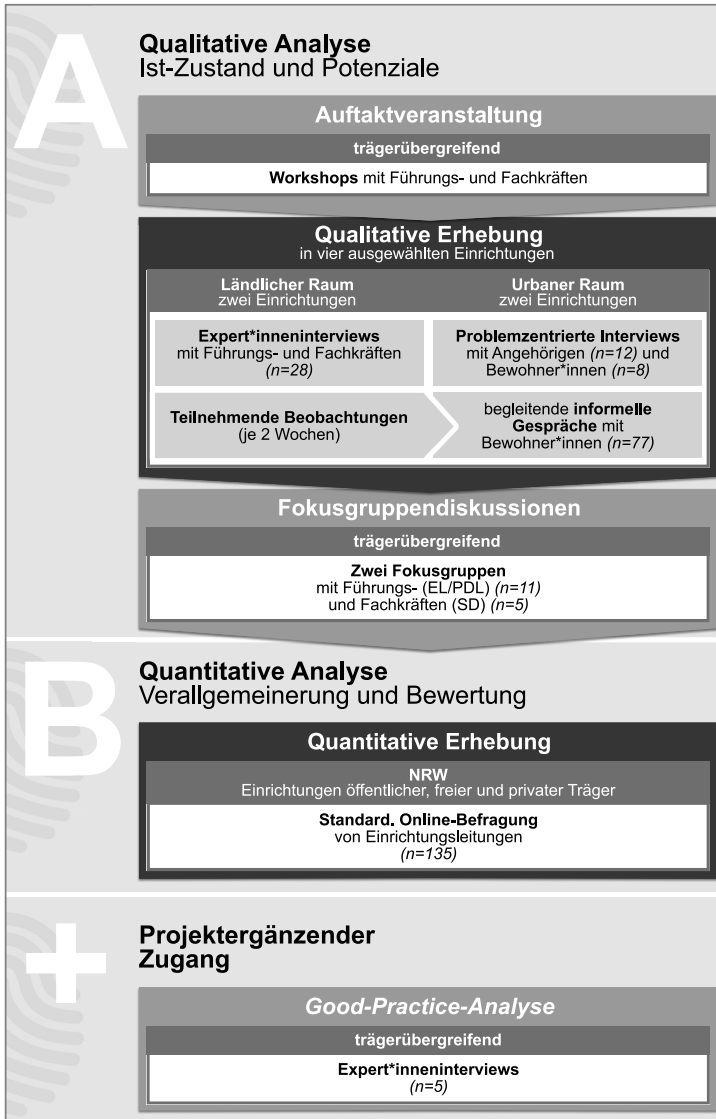 A
Qualitative Analyse
Ist-Zustand und Potenziale
Auftaktveranstaltung
trägerübergreifend
Workshops mit Führungs- und Fachkräften
Qualitative Erhebung
in vier ausgewählten Einrichtungen
Ländlicher Raum
zwei Einrichtungen
Urbaner Raum
zwei Einrichtungen
Expert*inneninterviews
mit Führungs- und Fachkräften
(n=28)
Problemzentrierte Interviews
mit Angehörigen (n=12) und
Bewohner*innen (n=8)
Teilnehmende Beobachtungen
(je 2 Wochen)
begleitende informelle
Gespräche mit
Bewohner*innen (n=77)
Fokusgruppendiskussionen
trägerübergreifend
Zwei Fokusgruppen
mit Führungs- (EL/PDL) (n=11)
und Fachkräften (SD) (n=5)
B
Quantitative Analyse
Verallgemeinerung und Bewertung
Quantitative Erhebung
NRW
Einrichtungen öffentlicher, freier und privater Träger
Standard. Online-Befragung
von Einrichtungsleitungen
(n=135)
+
Projektergänzender
Zugang
Good-Practice-Analyse
trägerübergreifend
Expert*inneninterviews
(n=5)